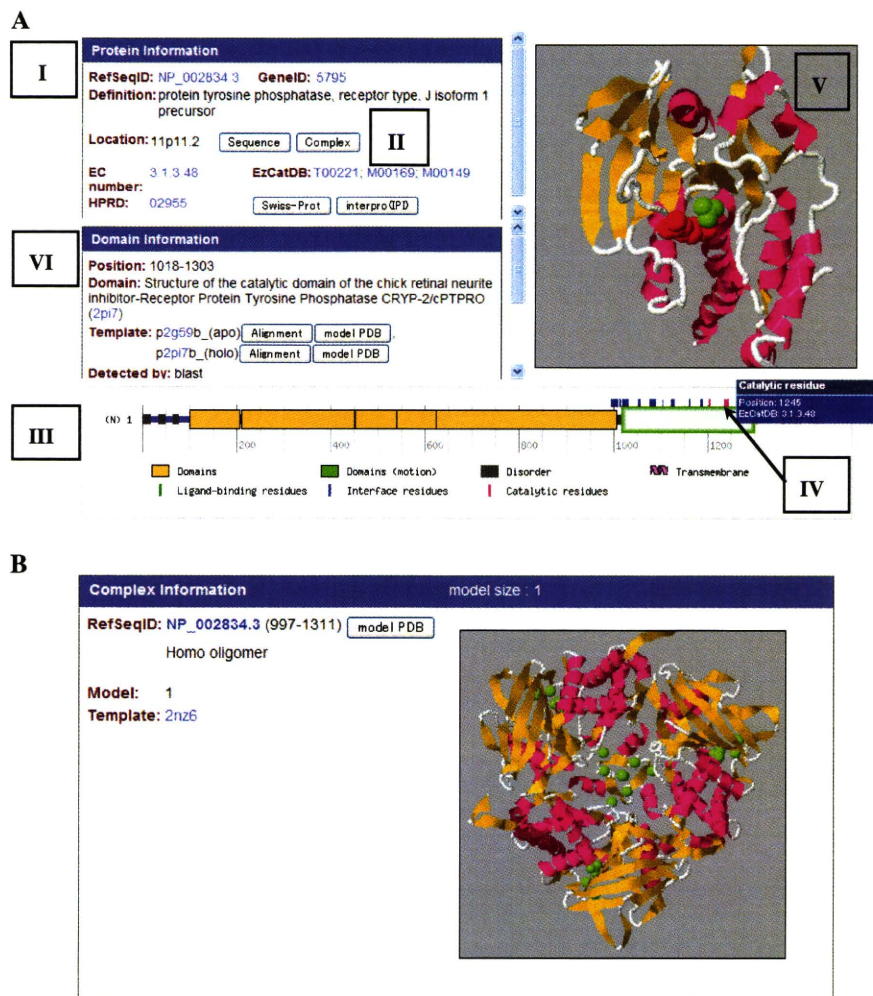 A
I
Protein Information
RefSeqID: NP_002834 3 GeneID: 5795
Definition: protein tyrosine phosphatase, receptor type, J isoform 1
precursor
Location: 11p11.2 Sequence Complex
II
EC number: 3.1.3.48 EzCatDB: T00221; M00169; M00149
HPRD: 02955 Swiss-Prot interpro(IPI)
V
VI
Domain Information
Position: 1018-1303
Domain: Structure of the catalytic domain of the chick retinal neurite
inhibitor-Receptor Protein Tyrosine Phosphatase CRYP-2/cPTPRO
(2pi7)
Template: p2g59b_(apo) Alignment model PDB ,
p2pi7b_(holo) Alignment model PDB
Detected by: blast
III
(N) 1
Catalytic residue
Position: 1245
EzCatDB: 3.1.3.48
200 400 600 800 1000 1200
IV
Domains Domains (motion) Disorder Transmembrane
Ligand-binding residues Interface residues Catalytic residues
B
Complex Information model size : 1
RefSeqID: NP_002834.3 (997-1311) model PDB
Homo oligomer
Model: 1
Template: 2nz6